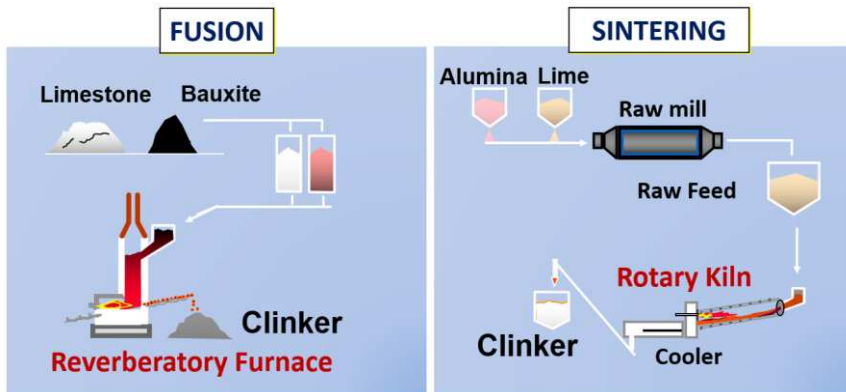 FUSION
Limestone Bauxite
Clinker
Reverberatory Furnace
SINTERING
Alumina Lime
Raw mill
Raw Feed
Rotary Kiln
Clinker
Cooler